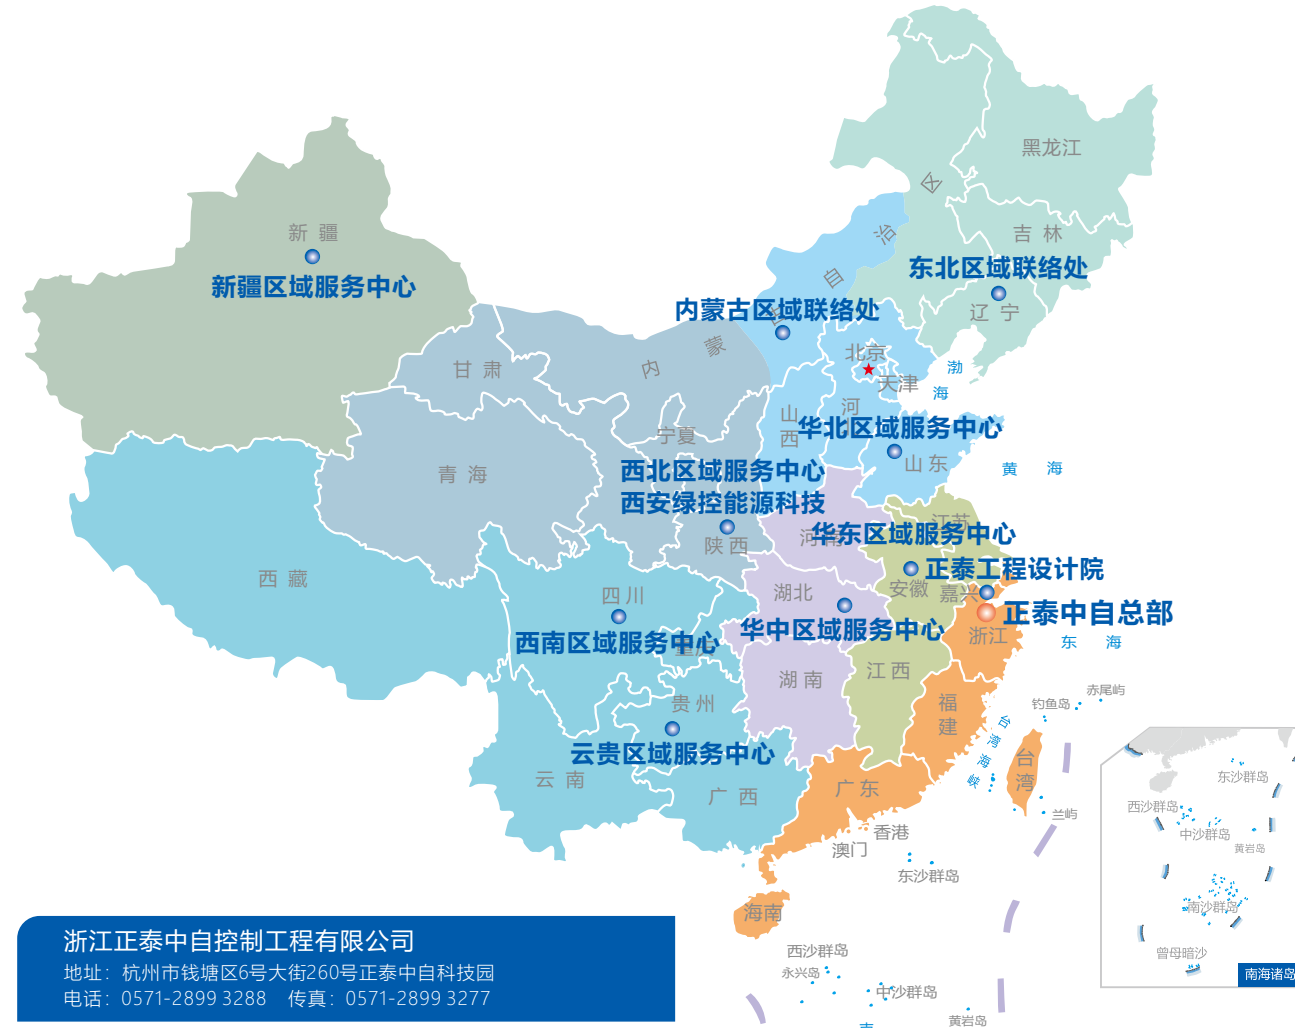 黑龙江
区
新 疆
治
吉 林
新疆区域服务中心
东北区域联络处
自
内蒙古区域联络处
辽 宁
蒙
内
北京
甘 肃
渤
海
天津
山
西
河
华北区域服务中心
宁夏
青 海
西北区域服务中心
山 东
黄 海
西安绿控能源科技
江苏
河南
华东区域服务中心
陕 西
正泰工程设计院
西 藏
安徽
嘉兴
四 川
湖北
正泰中自总部
华中区域服务中心
浙江
东 海
西南区域服务中心
重庆
江 西
湖 南
赤尾屿
钓鱼岛
贵 州
福
建
台
湾
海
峡
云贵区域服务中心
台
湾
云 南
广 西
广 东
兰屿
东沙群岛
西沙群岛
中沙群岛
黄岩岛
香港
澳门
东沙群岛
南沙群岛
海南
曾母暗沙
南海诸岛
西沙群岛
永兴岛
中沙群岛
黄岩岛
浙江正泰中自控制工程有限公司
地址：杭州市钱塘区6号大街260号正泰中自科技园
电话：0571-2899 3288 传真：0571-2899 3277